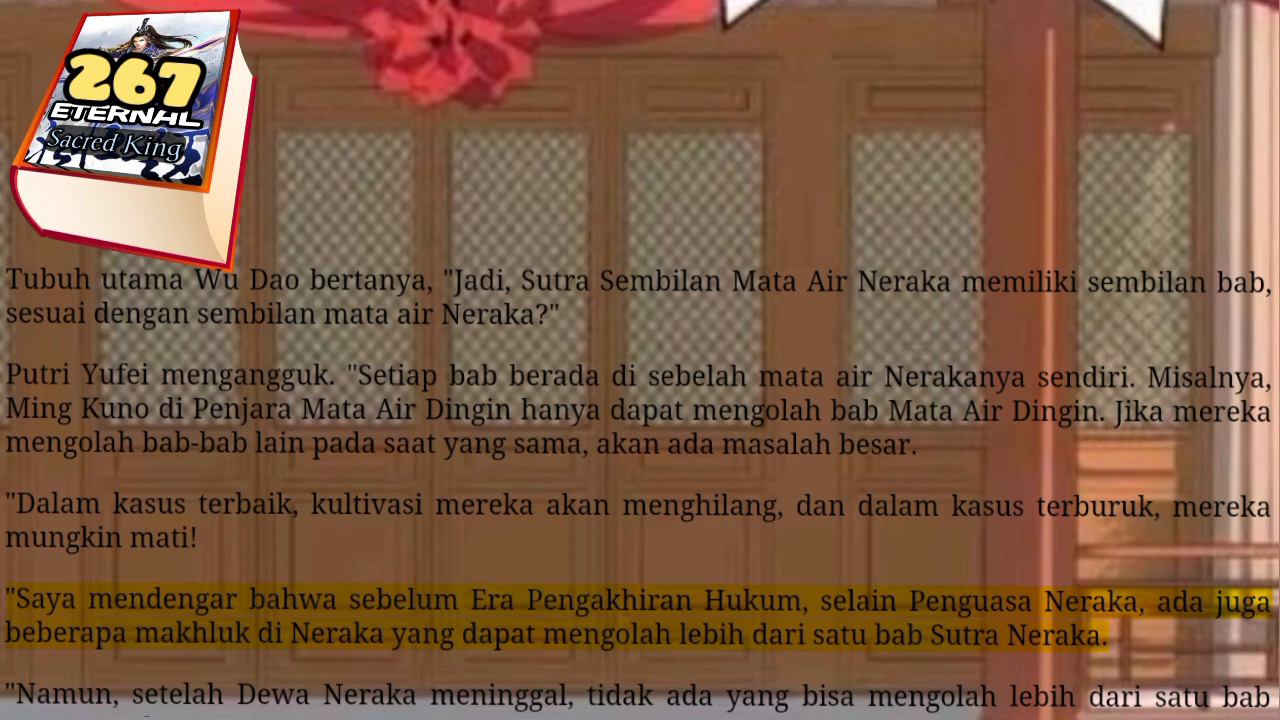 267
ETERNAL
Sacred King
Tubuh utama Wu Dao bertanya, "Jadi, Sutra Sembilan Mata Air Neraka memiliki sembilan bab,
sesuai dengan sembilan mata air Neraka?"
Putri Yufei mengangguk. "Setiap bab berada di sebelah mata air Nerakanya sendiri. Misalnya,
Ming Kuno di Penjara Mata Air Dingin hanya dapat mengolah bab Mata Air Dingin. Jika mereka
mengolah bab-bab lain pada saat yang sama, akan ada masalah besar.
"Dalam kasus terbaik, kultivasi mereka akan menghilang, dan dalam kasus terburuk, mereka
mungkin mati!
"Saya mendengar bahwa sebelum Era Pengakhiran Hukum, selain Penguasa Neraka, ada juga
beberapa makhluk di Neraka yang dapat mengolah lebih dari satu bab Sutra Neraka.
"Namun, setelah Dewa Neraka meninggal, tidak ada yang bisa mengolah lebih dari satu bab